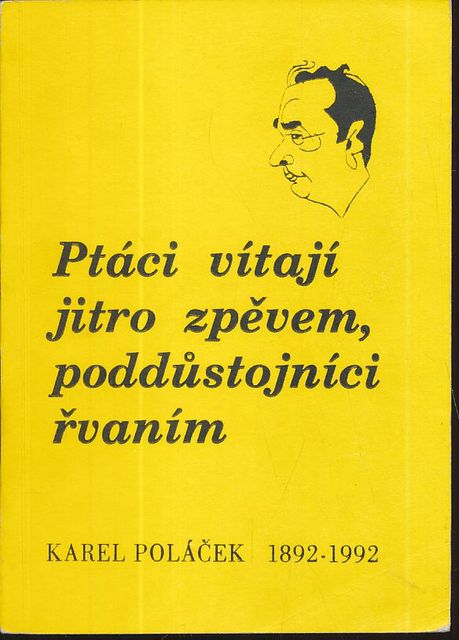 Ptáci vítají
jitro zpěvem,
poddůstojníci
řvaním
KAREL POLÁČEK 1892-1992